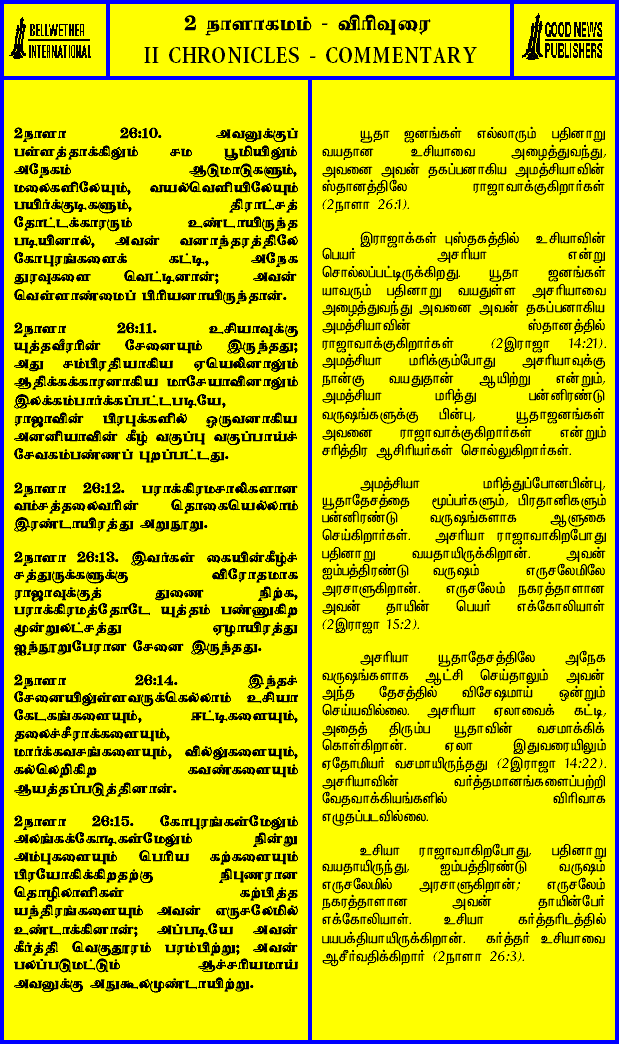 BELLWETHER
INTERNATIONAL
2 நாளாகமம் - விரிவுரை
II CHRONICLES - COMMENTARY
GOOD NEWS
PUBLISHERS
2நாளா 26:10. அவனுக்குப்
பள்ளத்தாக்கிலும் சம பூமியிலும்
அநேகம் ஆடுமாடுகளும்,
மலைகளிலேயும், வயல்வெளியிலேயும்
பயிர்க்குடிகளும், திராட்சத்
தோட்டக்காரரும் உண்டாயிருந்த
படியினால், அவன் வனாந்தரத்திலே
கோபுரங்களைக் கட்டி, அநேக
துரவுகளை வெட்டினான்; அவன்
வெள்ளாண்மைப் பிரியனாயிருந்தான்.
2நாளா 26:11. உசியாவுக்கு
யுத்தவீரரின் சேனையும் இருந்தது;
அது சம்பிரதியாகிய ஏயெலினாலும்
ஆதிக்கக்காரனாகிய மாசேயாவினாலும்
இலக்கம்பார்க்கப்பட்டபடியே,
ராஜாவின் பிரபுக்களில் ஒருவனாகிய
அனனியாவின் கீழ் வகுப்பு வகுப்பாய்ச்
சேவகம்பண்ணப் புறப்பட்டது.
2நாளா 26:12. பராக்கிரமசாலிகளான
வம்சத்தலைவரின் தொகையெல்லாம்
இரண்டாயிரத்து அறுநூறு.
2நாளா 26:13. இவர்கள் கையின்கீழ்ச்
சத்துருக்களுக்கு விரோதமாக
ராஜாவுக்குத் துணை நிற்க,
பராக்கிரமத்தோடே யுத்தம் பண்ணுகிற
மூன்றுலட்சத்து ஏழாயிரத்து
ஐந்நூறுபேரான சேனை இருந்தது.
2நாளா 26:14. இந்தச்
சேனையிலுள்ளவருக்கெல்லாம் உசியா
கேடகங்களையும், ஈட்டிகளையும்,
தலைச்சீராக்களையும்,
மார்க்கவசங்களையும், வில்லுகளையும்,
கல்லெறிகிற கவண்களையும்
ஆயத்தப்படுத்தினான்.
2நாளா 26:15. கோபுரங்கள்மேலும்
அலங்கக்கோடிகள்மேலும் நின்று
அம்புகளையும் பெரிய கற்களையும்
பிரயோகிக்கிறதற்கு நிபுணரான
தொழிலாளிகள் கற்பித்த
யந்திரங்களையும் அவன் எருசலேமில்
உண்டாக்கினான்; அப்படியே அவன்
கீர்த்தி வெகுதூரம் பரம்பிற்று; அவன்
பலப்படுமட்டும் ஆச்சரியமாய்
அவனுக்கு அநுகூலமுண்டாயிற்று.
யூதா ஜனங்கள் எல்லாரும் பதினாறு
வயதான உசியாவை அழைத்துவந்து,
அவனை அவன் தகப்பனாகிய அமத்சியாவின்
ஸ்தானத்திலே ராஜாவாக்குகிறார்கள்
(2நாளா 26:1).
இராஜாக்கள் புஸ்தகத்தில் உசியாவின்
பெயர் அசரியா என்று
சொல்லப்பட்டிருக்கிறது. யூதா ஜனங்கள்
யாவரும் பதினாறு வயதுள்ள அசரியாவை
அழைத்துவந்து அவனை அவன் தகப்பனாகிய
அமத்சியாவின் ஸ்தானத்தில்
ராஜாவாக்குகிறார்கள் (2இராஜா 14:21).
அமத்சியா மரிக்கும்போது அசரியாவுக்கு
நான்கு வயதுதான் ஆயிற்று என்றும்,
அமத்சியா மரித்து பன்னிரண்டு
வருஷங்களுக்கு பின்பு, யூதாஜனங்கள்
அவனை ராஜாவாக்குகிறார்கள் என்றும்
சரித்திர ஆசிரியர்கள் சொல்லுகிறார்கள்.
அமத்சியா மரித்துப்போனபின்பு,
யூதாதேசத்தை மூப்பர்களும், பிரதானிகளும்
பன்னிரண்டு வருஷங்களாக ஆளுகை
செய்கிறார்கள். அசரியா ராஜாவாகிறபோது
பதினாறு வயதாயிருக்கிறான். அவன்
ஐம்பத்திரண்டு வருஷம் எருசலேமிலே
அரசாளுகிறான். எருசலேம் நகரத்தாளான
அவன் தாயின் பெயர் எக்கோலியாள்
(2இராஜா 15:2).
அசரியா யூதாதேசத்திலே அநேக
வருஷங்களாக ஆட்சி செய்தாலும் அவன்
அந்த தேசத்தில் விசேஷமாய் ஒன்றும்
செய்யவில்லை. அசரியா ஏலாவைக் கட்டி,
அதைத் திரும்ப யூதாவின் வசமாக்கிக்
கொள்கிறான். ஏலா இதுவரையிலும்
ஏதோமியர் வசமாயிருந்தது (2இராஜா 14:22).
அசரியாவின் வர்த்தமானங்களைப்பற்றி
வேதவாக்கியங்களில் விரிவாக
எழுதப்படவில்லை.
உசியா ராஜாவாகிறபோது, பதினாறு
வயதாயிருந்து, ஐம்பத்திரண்டு வருஷம்
எருசலேமில் அரசாளுகிறான்; எருசலேம்
நகரத்தாளான அவன் தாயின்பேர்
எக்கோலியாள். உசியா கர்த்தரிடத்தில்
பயபக்தியாயிருக்கிறான். கர்த்தர் உசியாவை
ஆசீர்வதிக்கிறார் (2நாளா 26:3).